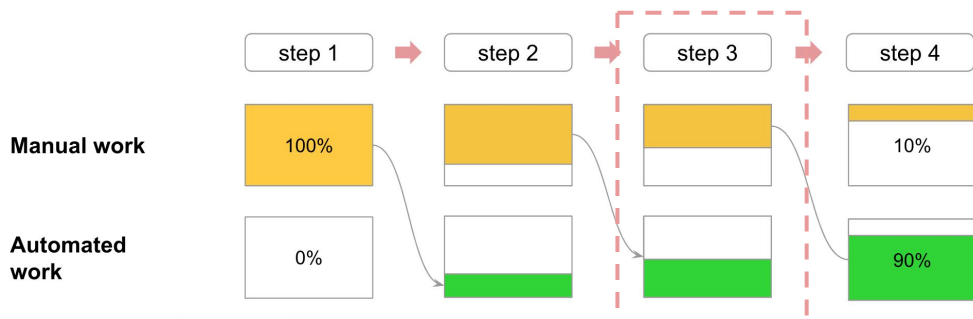 step 1
step 2
step 3
step 4
Manual work
100%
10%
Automated
work
0%
90%